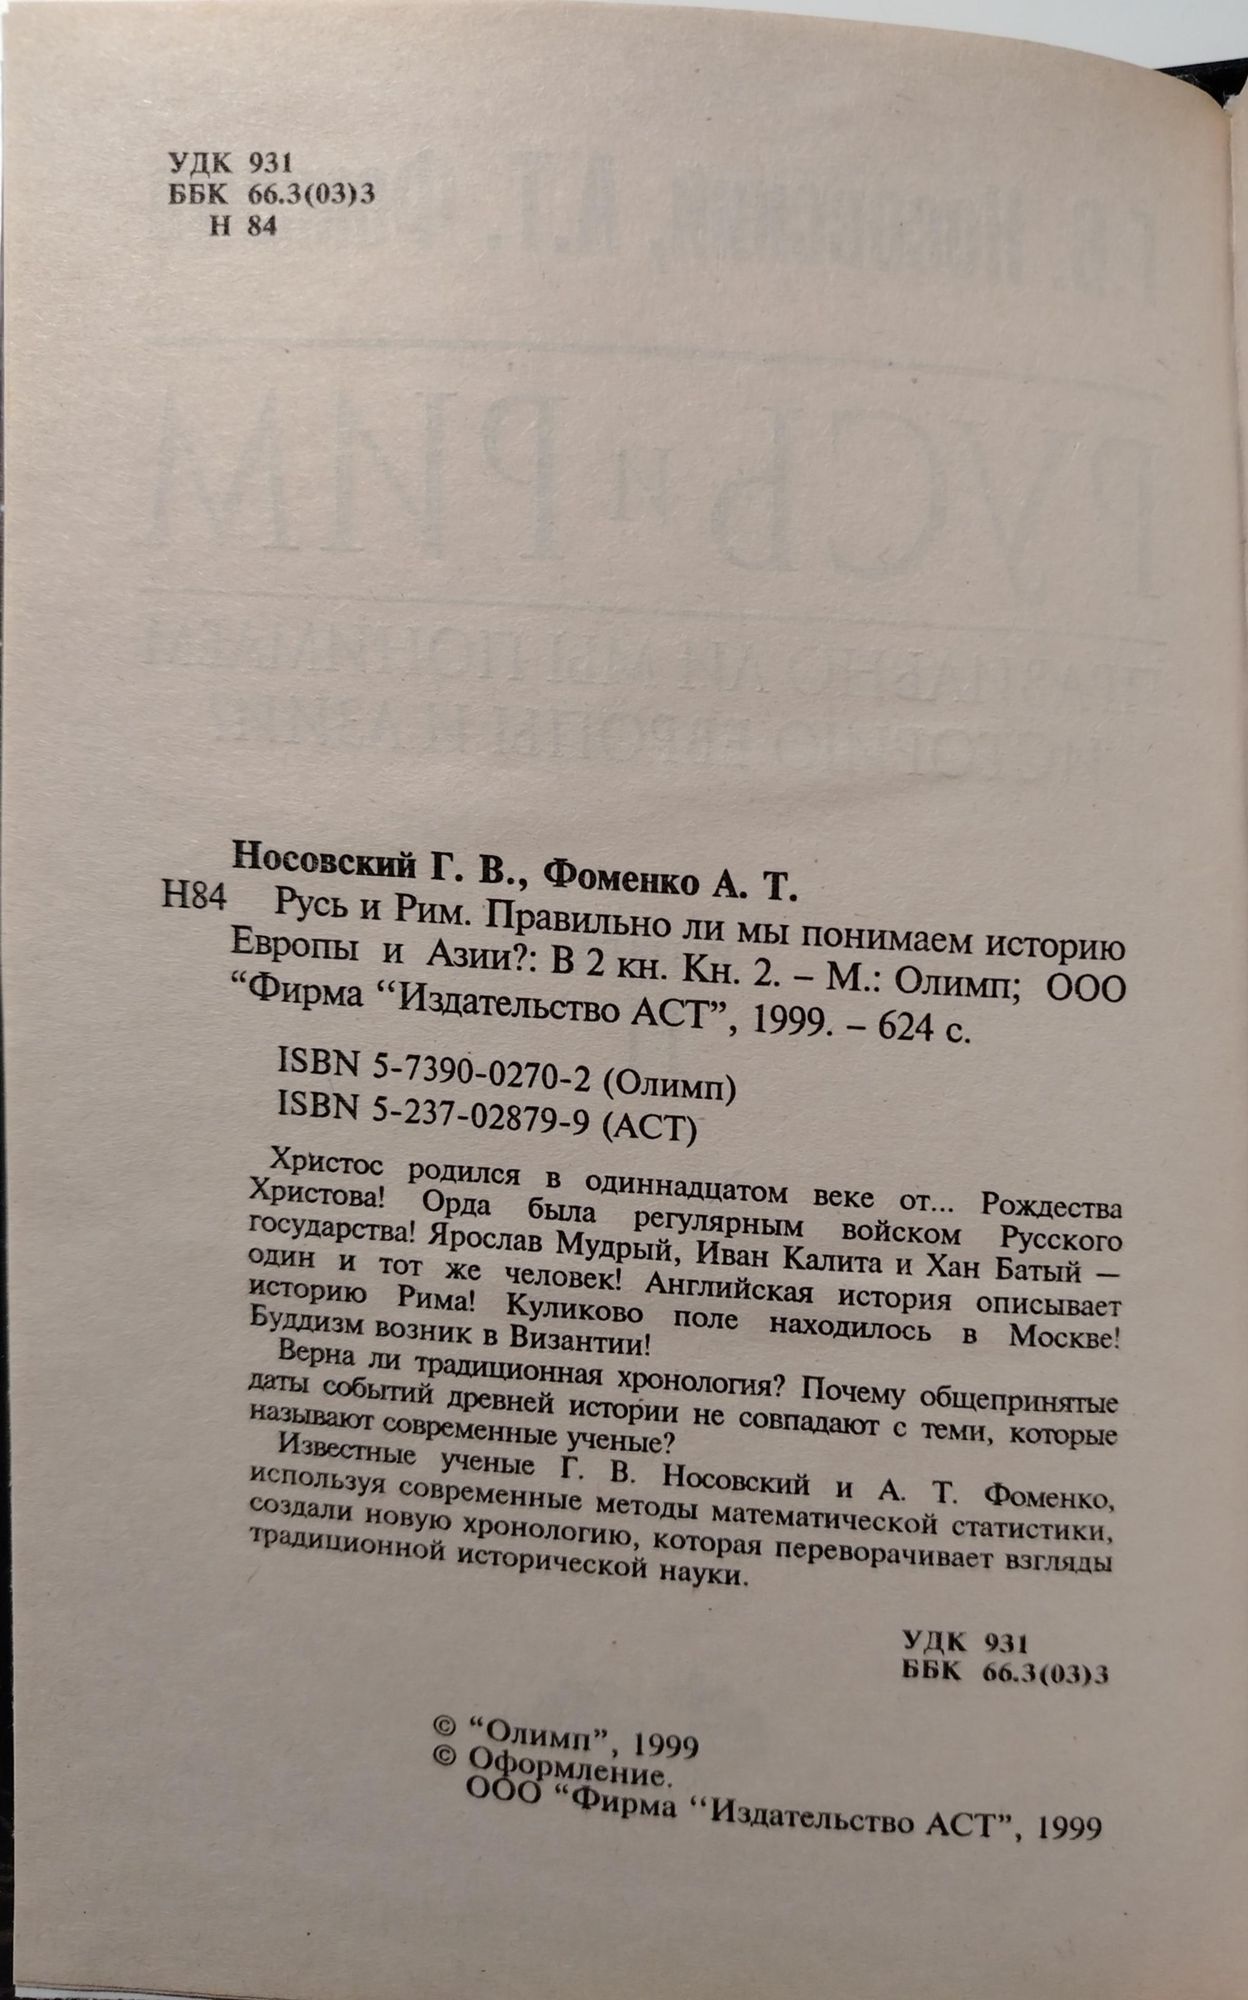 УДК 931
ББК 66.3(03)3
Н 84
Носовский Г. В., Фоменко А. Т.
Н84 Русь и Рим. Правильно ли мы понимаем историю
Европы и Азии?: В 2 кн. Кн. 2. – М.: Олимп; ООО
“Фирма “Издательство АСТ”, 1999. – 624 с.
ISBN 5-7390-0270-2 (Олимп)
ISBN 5-237-02879-9 (АСТ)
Христос родился в одиннадцатом веке от... Рождества
Христова! Орда была регулярным войском Русского
государства! Ярослав Мудрый, Иван Калита и Хан Батый —
один и тот же человек! Английская история описывает
историю Рима! Куликово поле находилось в Москве!
Буддизм возник в Византии!
Верна ли традиционная хронология? Почему общепринятые
даты событий древней истории не совпадают с теми, которые
называют современные ученые?
Известные ученые Г. В. Носовский и А. Т. Фоменко,
используя современные методы математической статистики,
создали новую хронологию, которая переворачивает взгляды
традиционной исторической науки.
УДК 931
ББК 66.3(03)3
© “Олимп”, 1999
© Оформление.
ООО “Фирма “Издательство АСТ”, 1999